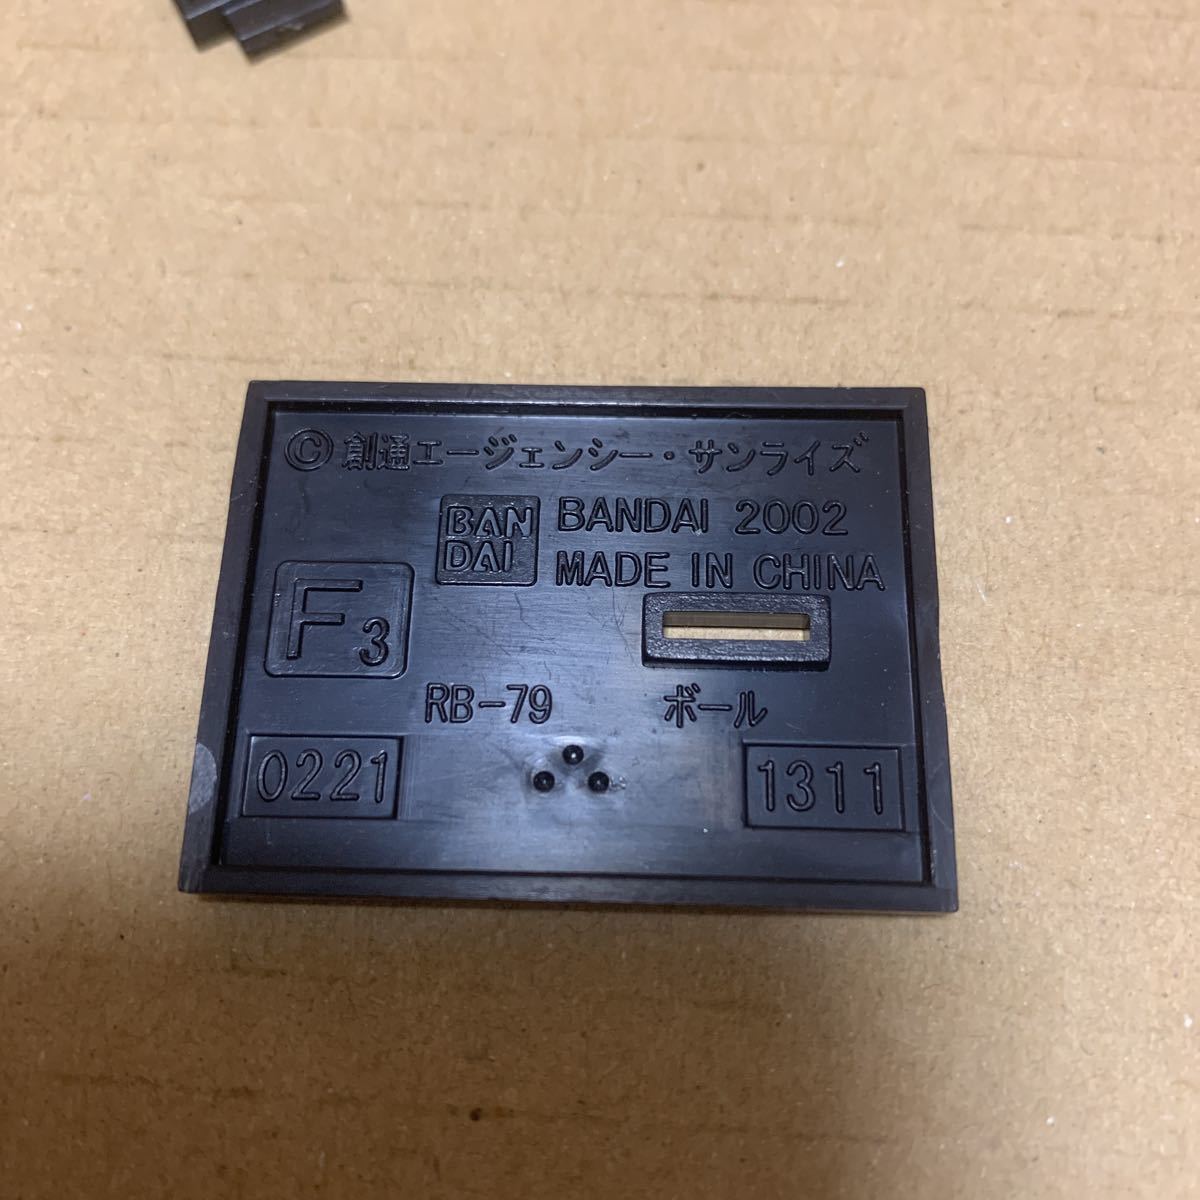 ©創通エージェンシー・サンライズ
BAN
DAI
BANDAI 2002
MADE IN CHINA
F3
RB-79 ボール
0221 1311